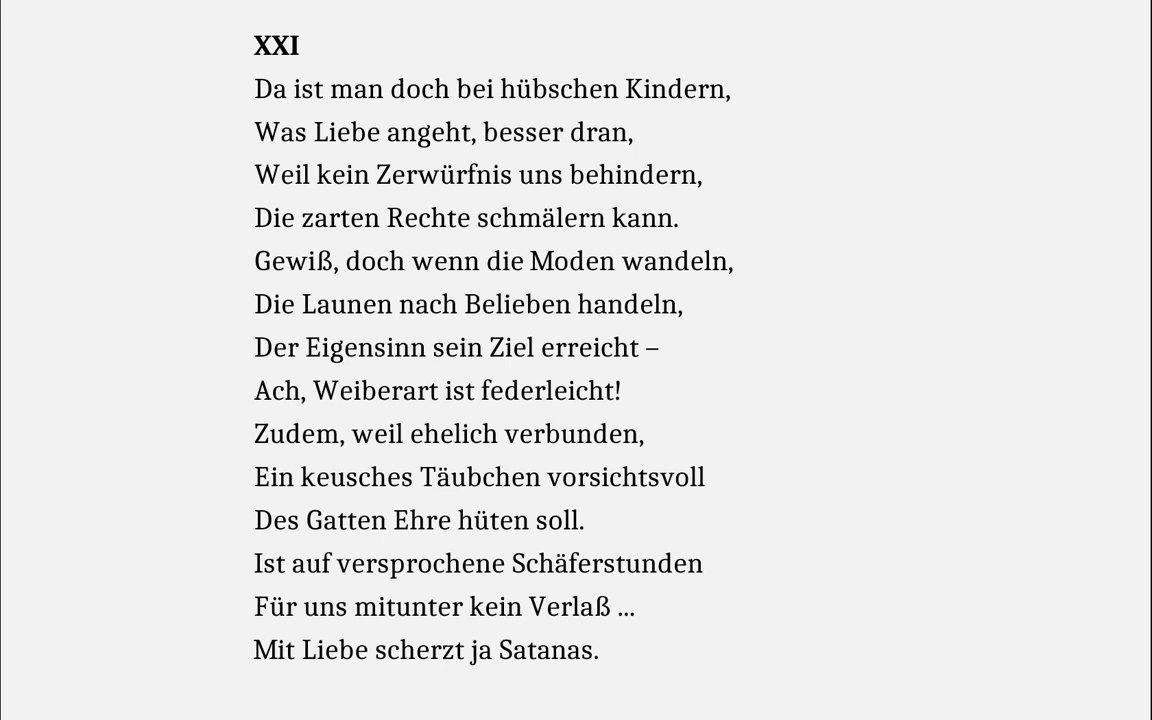 XXI
Da ist man doch bei hübschen Kindern,
Was Liebe angeht, besser dran,
Weil kein Zerwürfnis uns behindern,
Die zarten Rechte schmälern kann.
Gewiß, doch wenn die Moden wandeln,
Die Launen nach Belieben handeln,
Der Eigensinn sein Ziel erreicht –
Ach, Weiberart ist federleicht!
Zudem, weil ehelich verbunden,
Ein keusches Täubchen vorsichtsvoll
Des Gatten Ehre hüten soll.
Ist auf versprochene Schäferstunden
Für uns mitunter kein Verlaß ...
Mit Liebe scherzt ja Satanas.